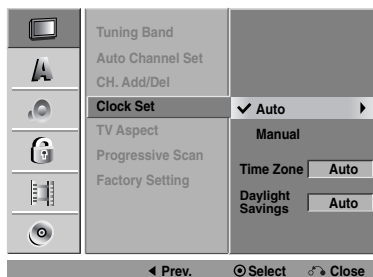 Tuning Band
Auto Channel Set
CH. Add/Del
Clock Set
TV Aspect
Progressive Scan
Factory Setting
✔ Auto
Manual
Time Zone Auto
Daylight
Savings Auto
Prev. Select Close